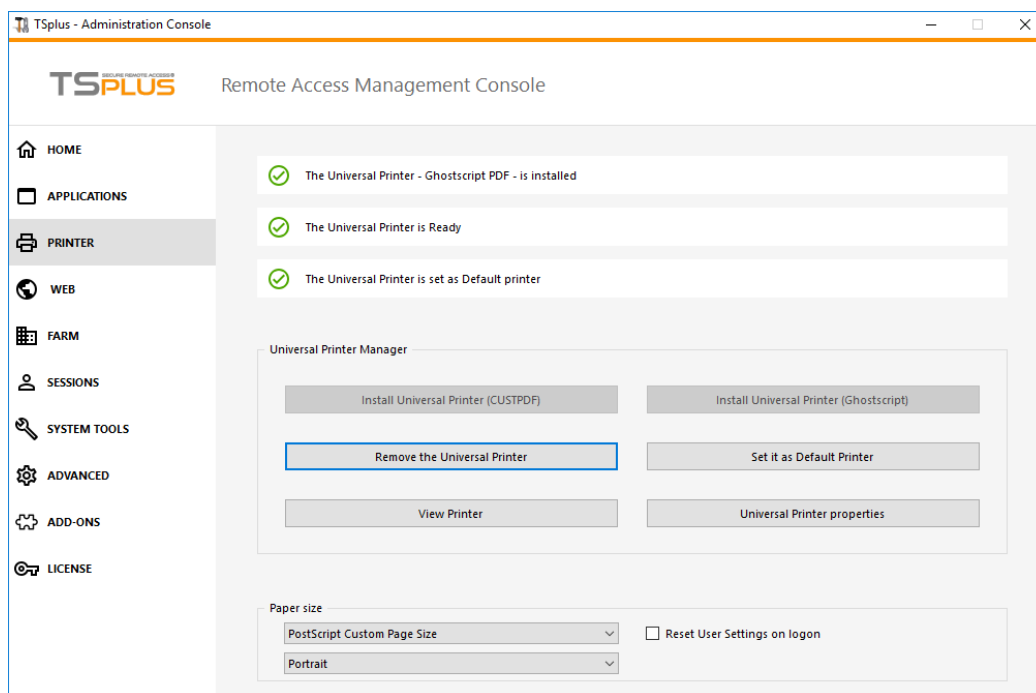 TSplus - Administration Console
TSPLUS
SECURE REMOTE ACCESS®
Remote Access Management Console
HOME
APPLICATIONS
PRINTER
WEB
FARM
SESSIONS
SYSTEM TOOLS
ADVANCED
ADD-ONS
LICENSE
The Universal Printer - Ghostscript PDF - is installed
The Universal Printer is Ready
The Universal Printer is set as Default printer
Universal Printer Manager
Install Universal Printer (CUSTPDF)
Install Universal Printer (Ghostscript)
Remove the Universal Printer
Set it as Default Printer
View Printer
Universal Printer properties
Paper size
PostScript Custom Page Size
Reset User Settings on logon
Portrait